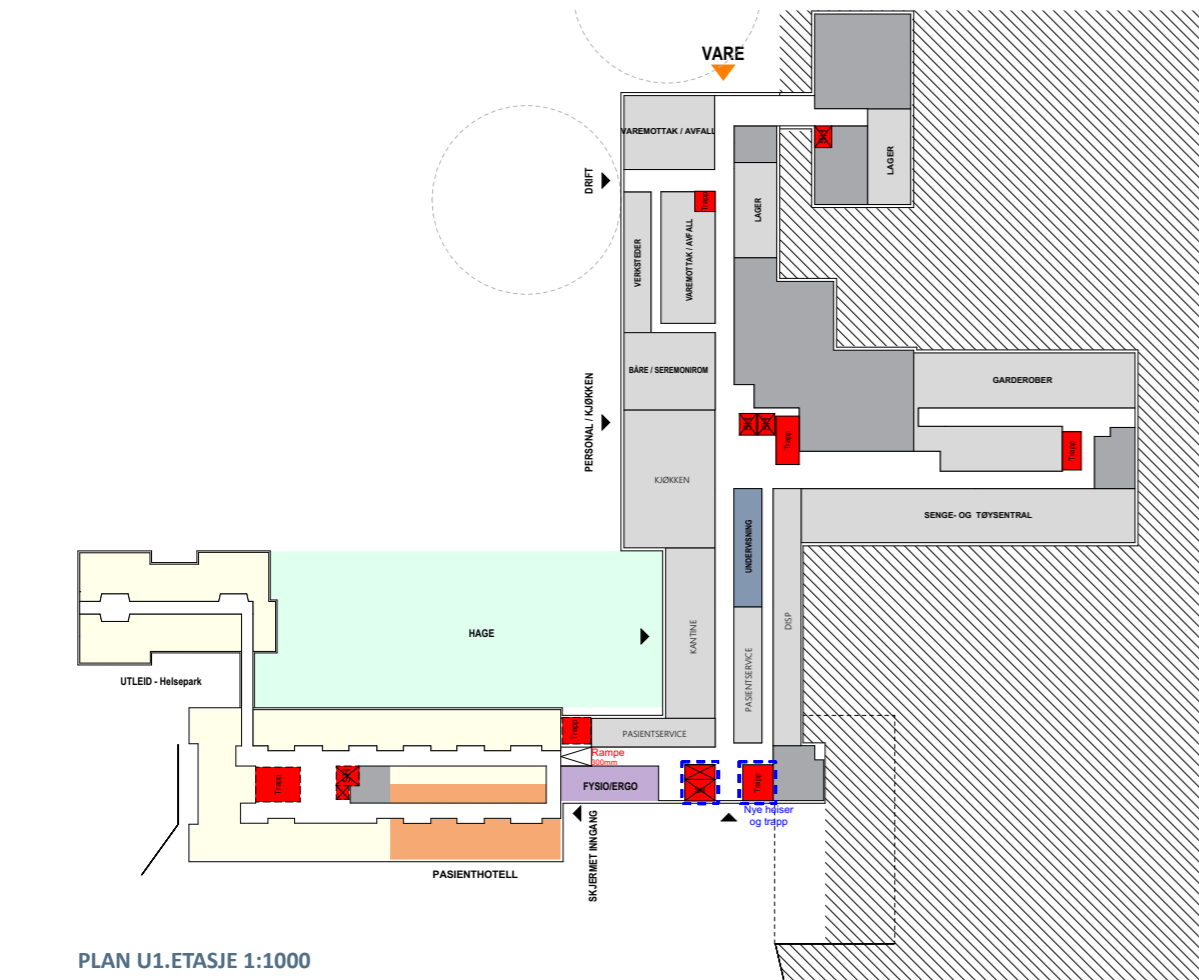 VARE
VAREMOTTAK / AVFALL
DRIFT
LAGER
LAGER
Trapp
VERKSTEDER
VAREMOTTAK / AVFALL
BÅRE / SEREMONIROM
GARDEROBER
PERSONAL / KJØKKEN
Trapp
Trapp
KJØKKEN
SENGE- OG TØYSENTRAL
UNDERVISNING
HAGE
KANTINE
DISP
PASIENTSERVICE
UTLEID - Helsepark
Trapp
PASIENTSERVICE
Rampe
300mm
Trapp
FYSIO/ERGO
Trapp
Nye heiser
og trapp
SKJERMET INNGANG
PASIENTHOTELL
PLAN U1.ETASJE 1:1000